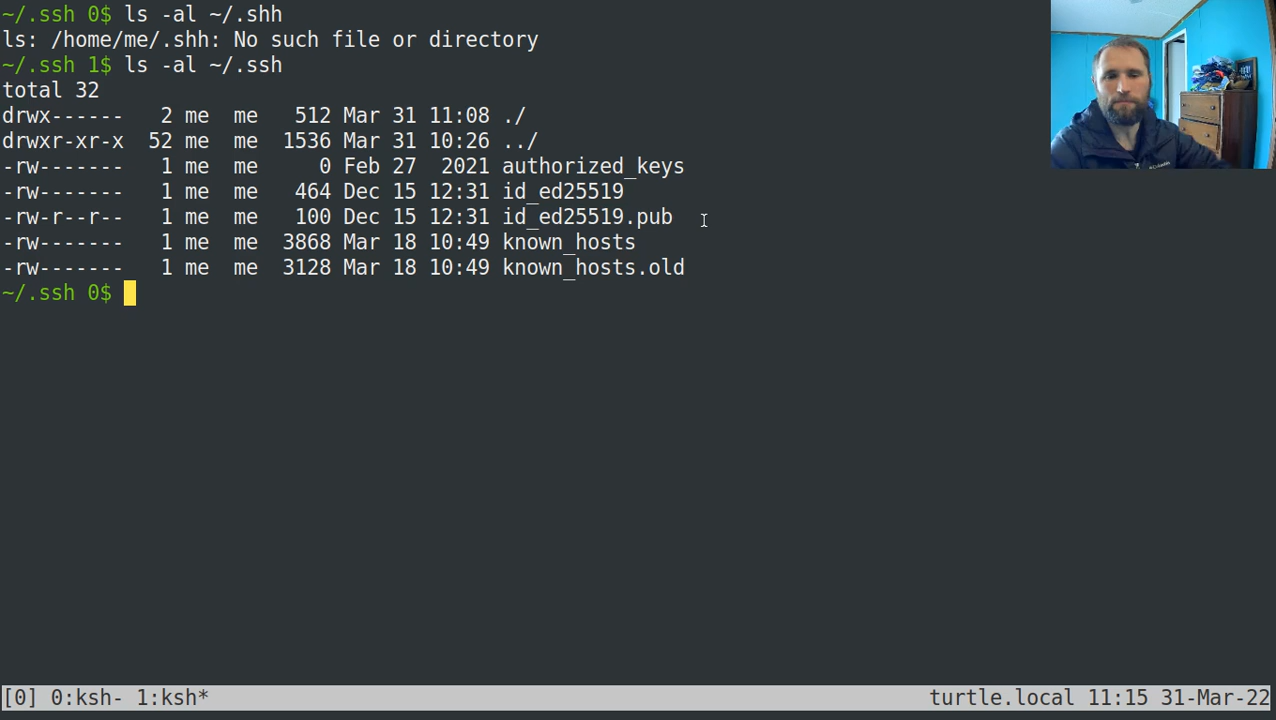 ~/.ssh 0$ ls -al ~/.shh
ls: /home/me/.shh: No such file or directory
~/.ssh 1$ ls -al ~/.ssh
total 32
drwx------   2 me  me   512 Mar 31 11:08 ./
drwxr-xr-x  52 me  me  1536 Mar 31 10:26 ../
-rw-------   1 me  me     0 Feb 27  2021 authorized_keys
-rw-------   1 me  me   464 Dec 15 12:31 id_ed25519
-rw-r--r--   1 me  me   100 Dec 15 12:31 id_ed25519.pub
-rw-------   1 me  me  3868 Mar 18 10:49 known_hosts
-rw-------   1 me  me  3128 Mar 18 10:49 known_hosts.old
~/.ssh 0$
[0] 0:ksh- 1:ksh* turtle.local 11:15 31-Mar-22